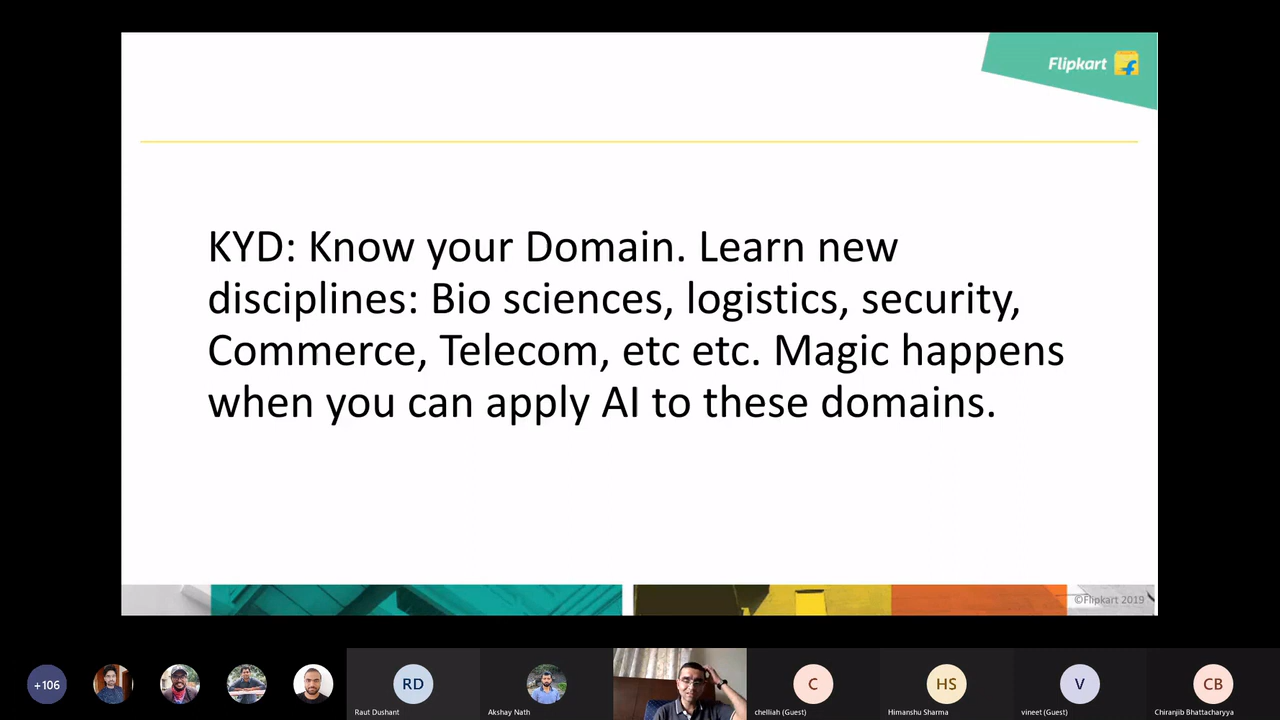 Flipkart
KYD: Know your Domain. Learn new
disciplines: Bio sciences, logistics, security,
Commerce, Telecom, etc etc. Magic happens
when you can apply AI to these domains.
©Flipkart 2019
+106
RD
Raut Dushant
Akshay Nath
C
chelliah (Guest)
HS
Himanshu Sharma
V
vineet (Guest)
CB
Chiranjib Bhattacharyya